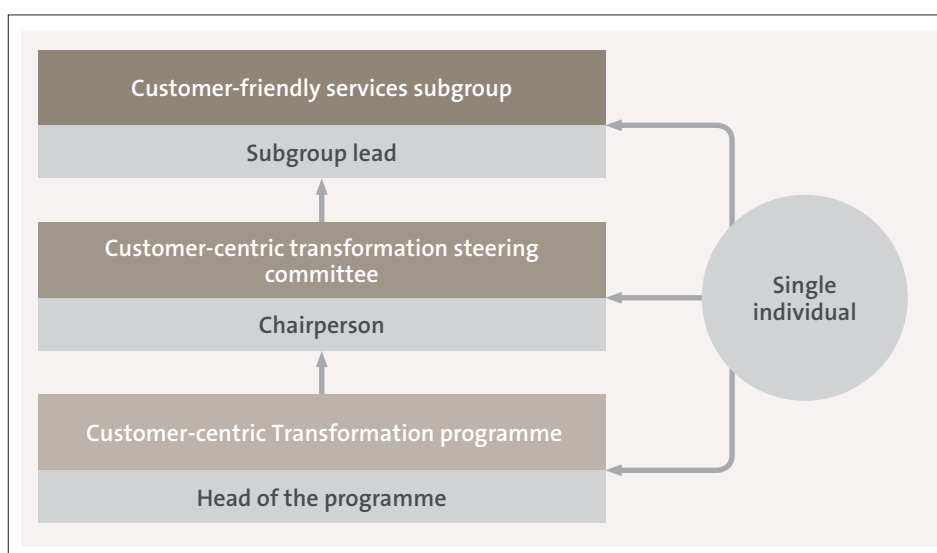 Customer-friendly services subgroup
Subgroup lead
Customer-centric transformation steering
committee
Chairperson
Single
individual
Customer-centric Transformation programme
Head of the programme